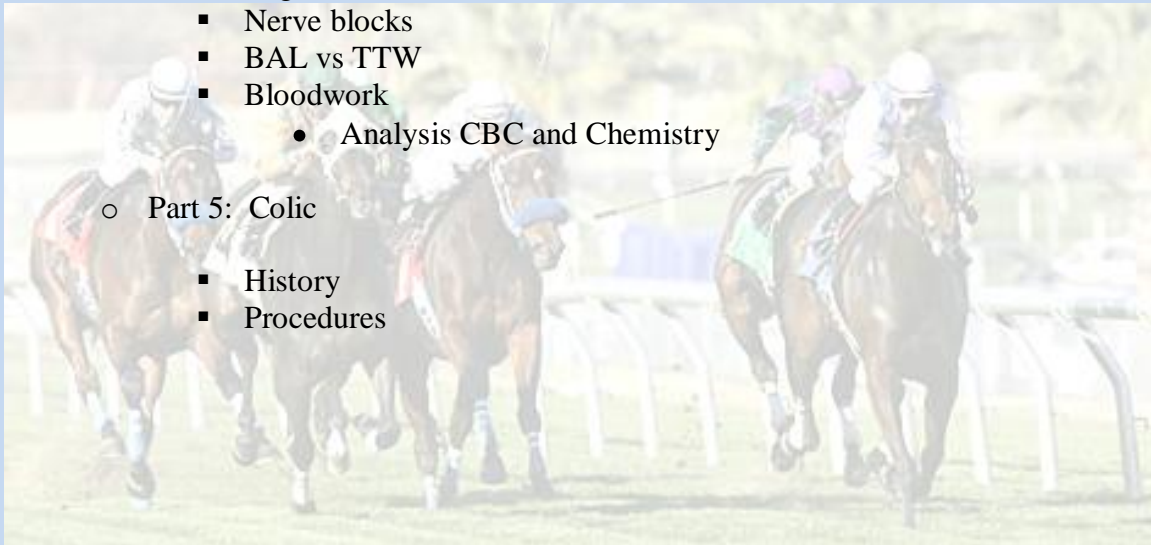 ▪ Nerve blocks
▪ BAL vs TTW
▪ Bloodwork
• Analysis CBC and Chemistry
o Part 5: Colic
▪ History
▪ Procedures